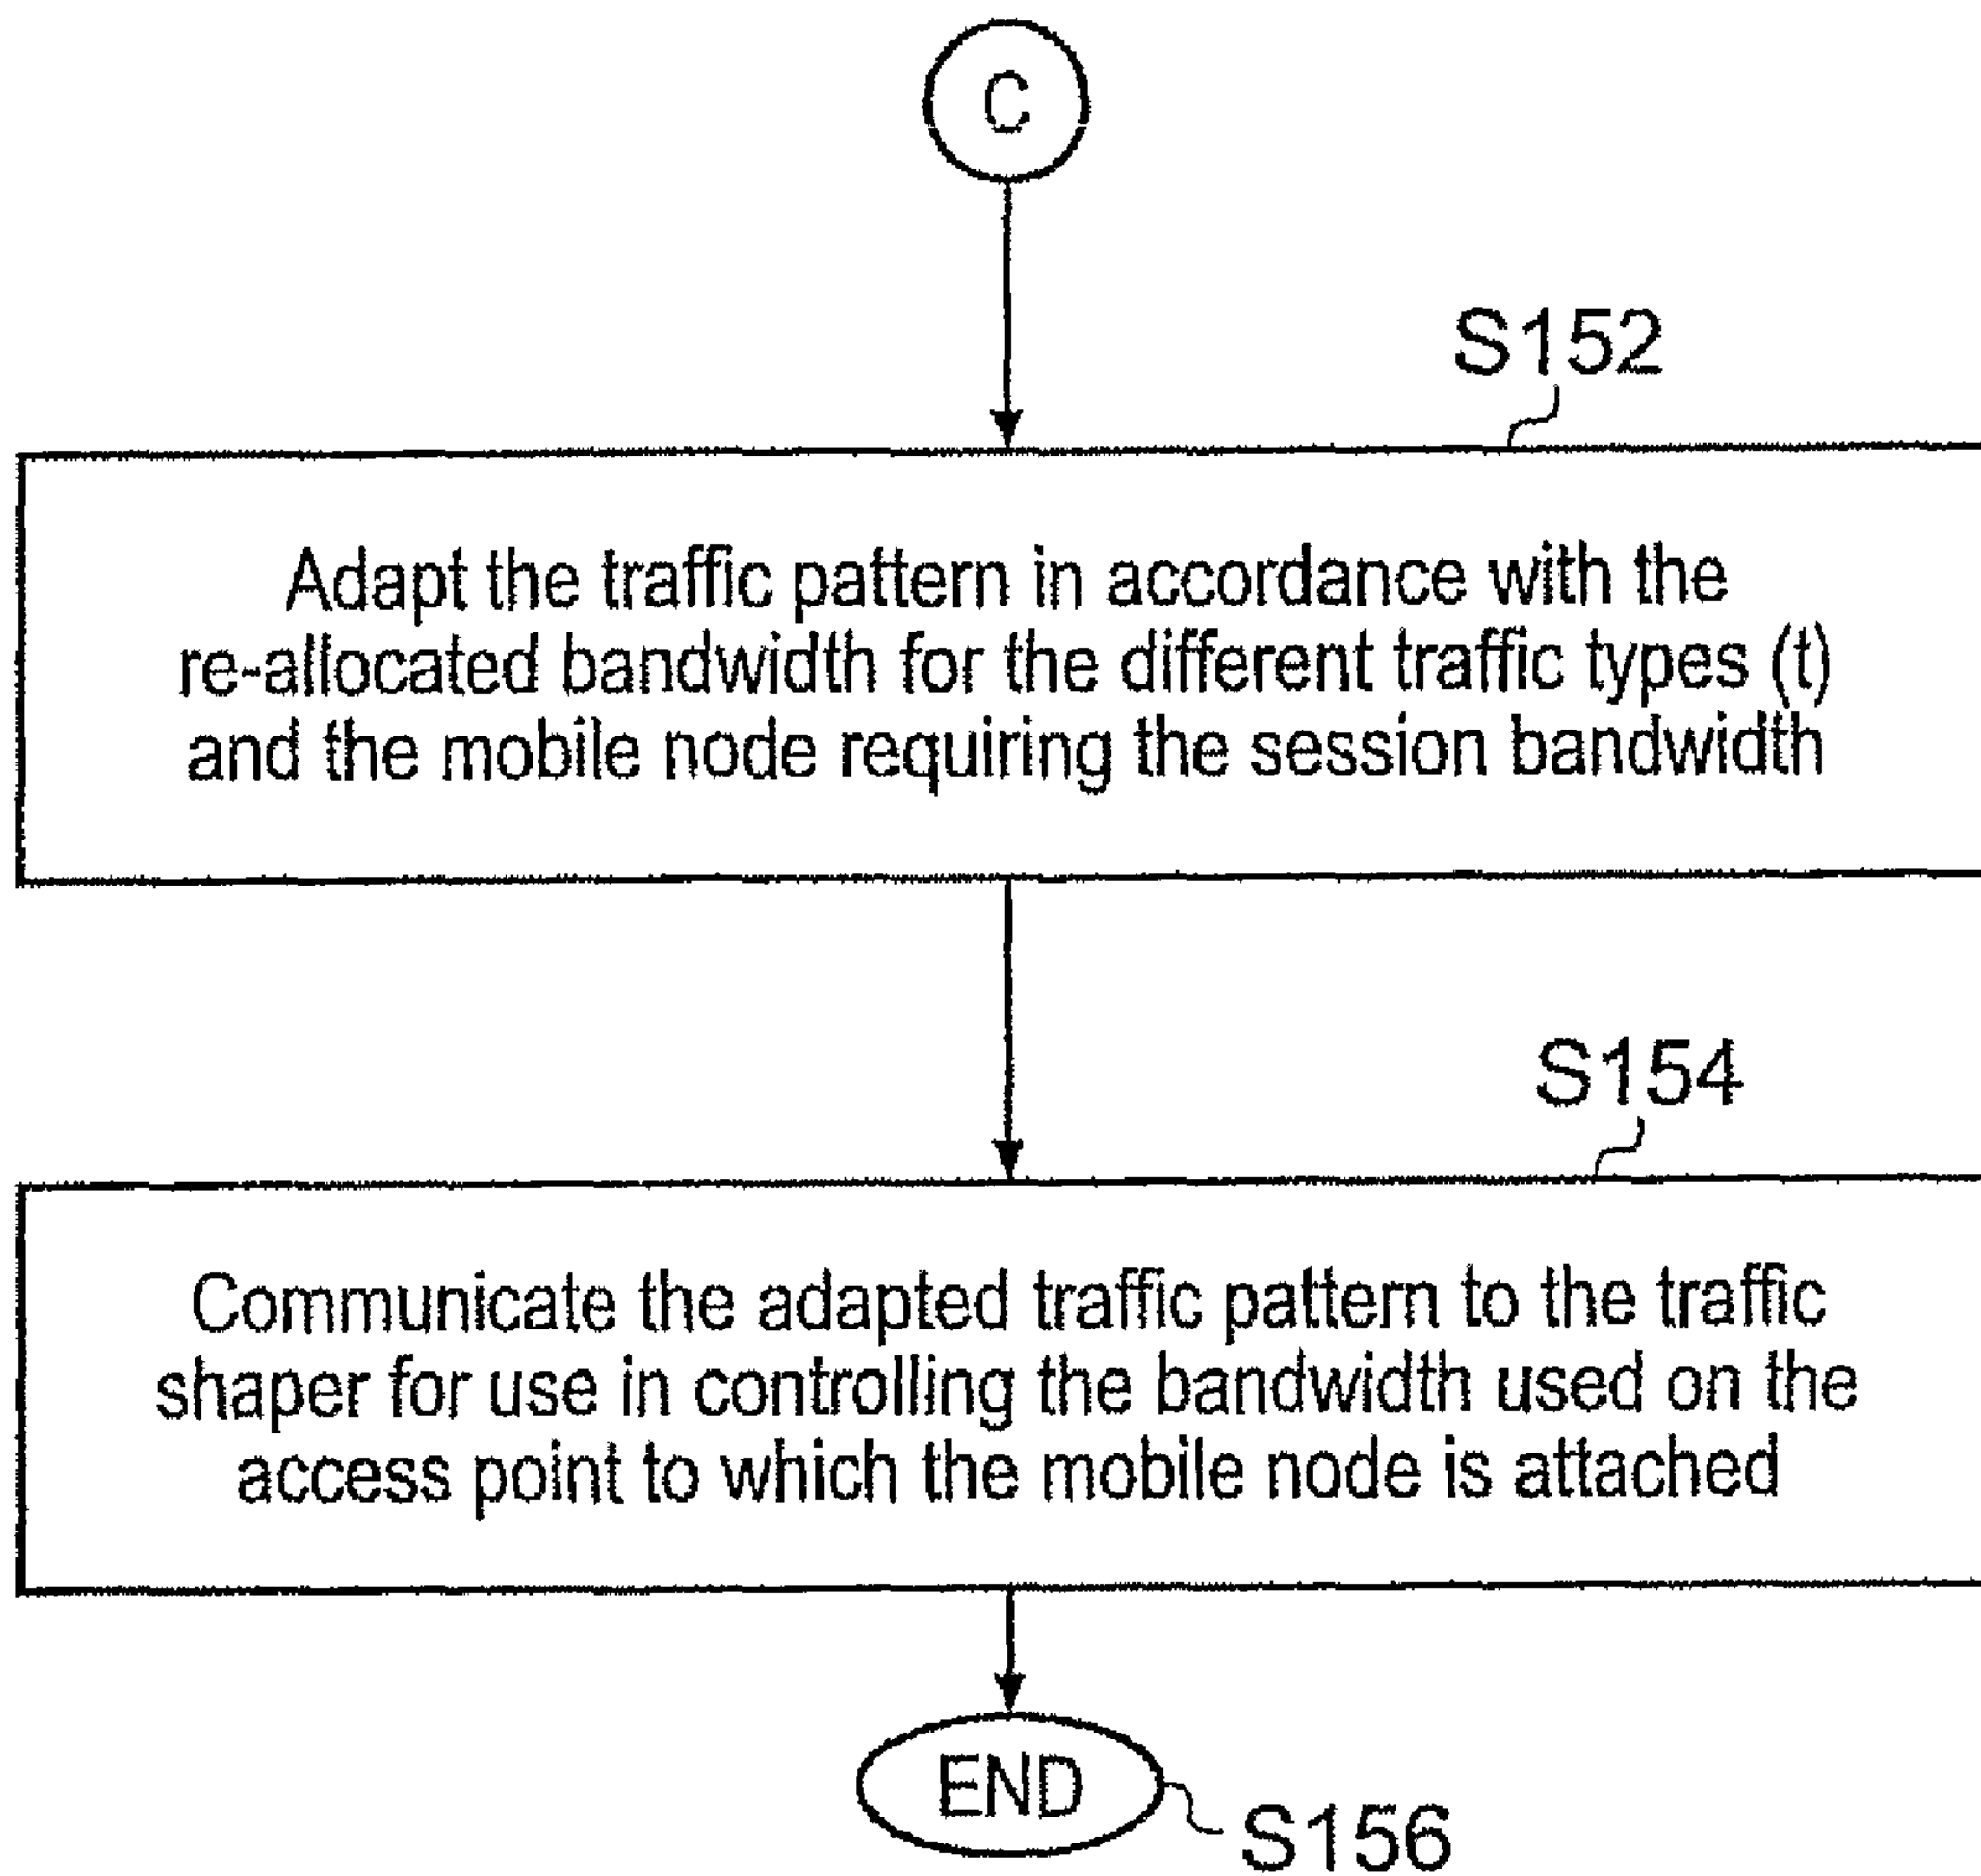 C
S152
Adapt the traffic pattern in accordance with the
re-allocated bandwidth for the different traffic types (t)
and the mobile node requiring the session bandwidth
S154
Communicate the adapted traffic pattern to the traffic
shaper for use in controlling the bandwidth used on the
access point to which the mobile node is attached
END
S156